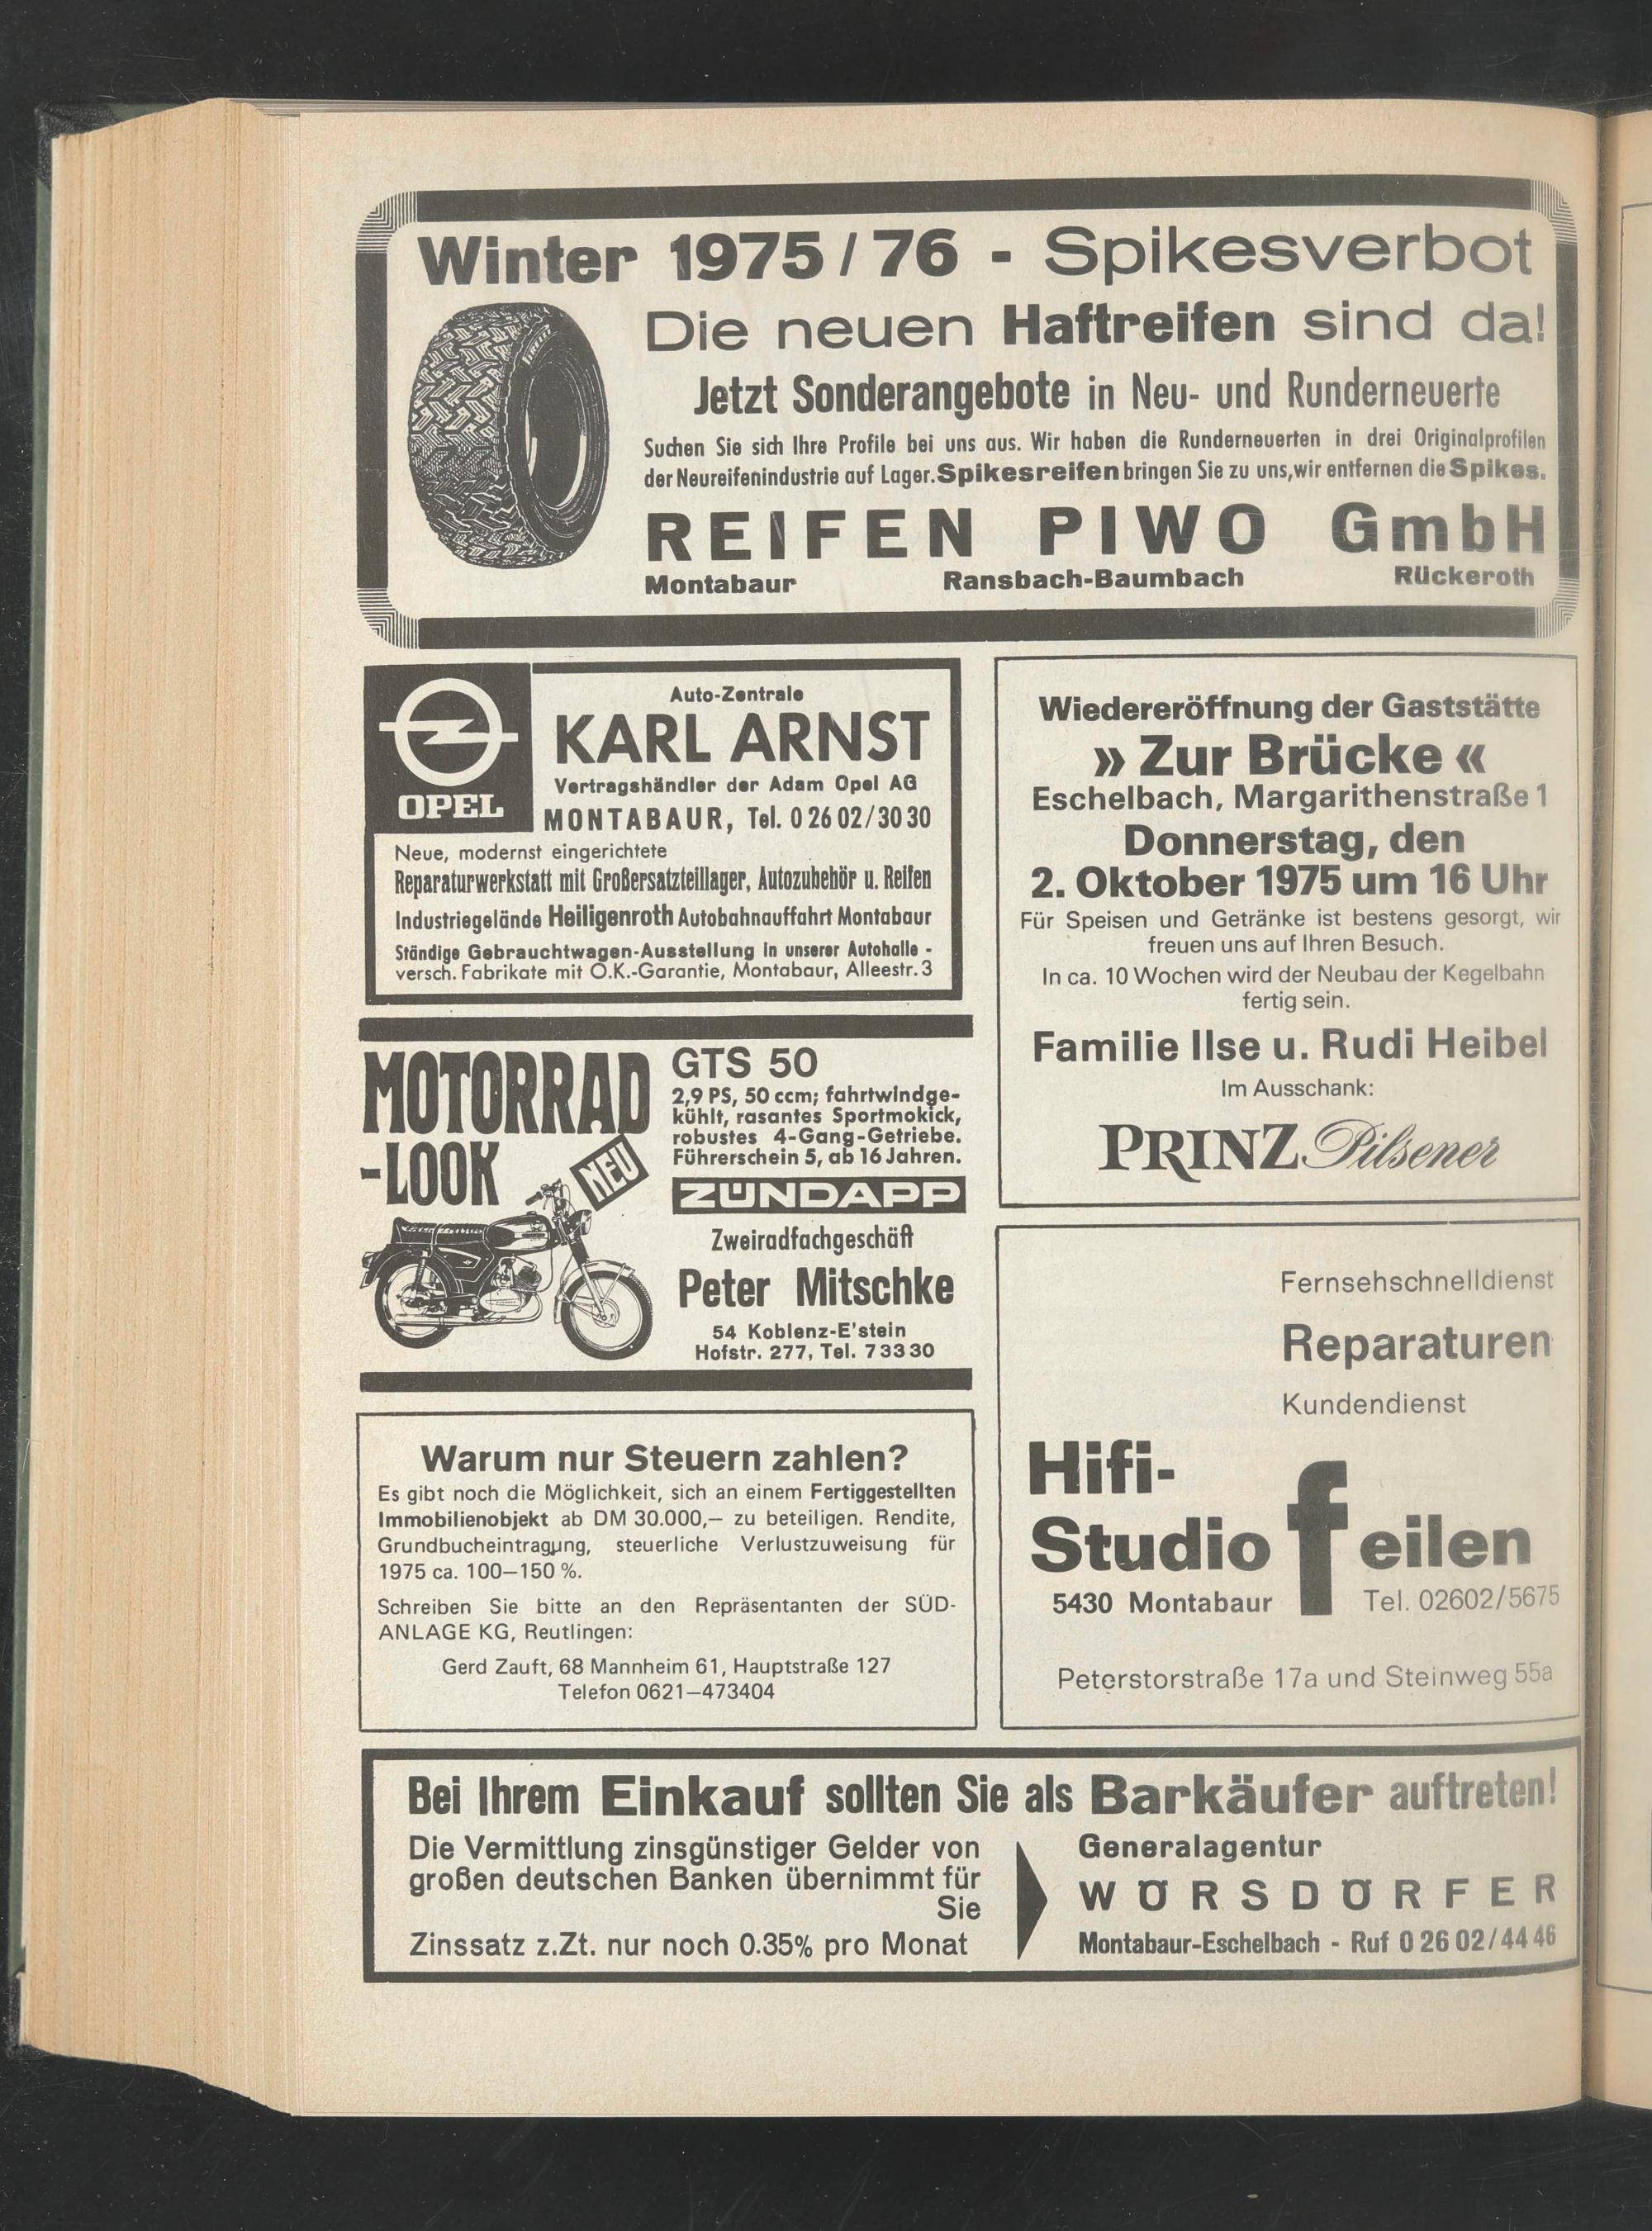 Winter 1975/76 - Spikesverbot
Die neuen Haftreifen sind da!
Jetzt Sonderangebote in Neu- und Runderneuerte
Suchen Sie sich Ihre Profile bei uns aus. Wir haben die Runderneuerten in drei Originalprofilen
der Neureifenindustrie auf Lager. Spikesreifen bringen Sie zu uns, wir entfernen die Spikes.
REIFEN PIWO GmbH
Montabaur Ransbach-Baumbach Rückeroth
OPEL
Auto-Zentrale
KARL ARNST
Vertragshändler der Adam Opel AG
MONTABAUR, Tel. 0 26 02/30 30
Neue, modernst eingerichtete
Reparaturwerkstatt mit Großersatzteillager, Autozubehör u. Reifen
Industriegelände Heiligenroth Autobahnauffahrt Montabaur
Ständige Gebrauchtwagen-Ausstellung in unserer Autohalle -
versch. Fabrikate mit O.K.-Garantie, Montabaur, Alleestr. 3
MOTORRAD
-LOOK
NEU
GTS 50
2,9 PS, 50 ccm; fahrtwindge-
kühlt, rasantes Sportmokick,
robustes 4-Gang-Getriebe.
Führerschein 5, ab 16 Jahren.
ZÜNDAPP
Zweiradfachgeschäft
Peter Mitschke
54 Koblenz-E'stein
Hofstr. 277, Tel. 7 33 30
Warum nur Steuern zahlen?
Es gibt noch die Möglichkeit, sich an einem Fertiggestellten
Immobilienobjekt ab DM 30.000,— zu beteiligen. Rendite,
Grundbucheintragung, steuerliche Verlustzuweisung für
1975 ca. 100—150 %.
Schreiben Sie bitte an den Repräsentanten der SÜD-
ANLAGE KG, Reutlingen:
Gerd Zauft, 68 Mannheim 61, Hauptstraße 127
Telefon 0621—473404
Wiedereröffnung der Gaststätte
» Zur Brücke «
Eschelbach, Margarithenstraße 1
Donnerstag, den
2. Oktober 1975 um 16 Uhr
Für Speisen und Getränke ist bestens gesorgt, wir
freuen uns auf Ihren Besuch.
In ca. 10 Wochen wird der Neubau der Kegelbahn
fertig sein.
Familie Ilse u. Rudi Heibel
Im Ausschank:
PRINZ Pilsener
Fernsehschnelldienst
Reparaturen
Kundendienst
Hifi-
Studio feilen
5430 Montabaur Tel. 02602/5675
Peterstorstraße 17a und Steinweg 55a
Bei Ihrem Einkauf sollten Sie als Barkäufer auftreten!
Die Vermittlung zinsgünstiger Gelder von
großen deutschen Banken übernimmt für
Sie
Zinssatz z.Zt. nur noch 0.35% pro Monat
Generalagentur
WÖRSDÖRFER
Montabaur-Eschelbach - Ruf 0 26 02/44 46